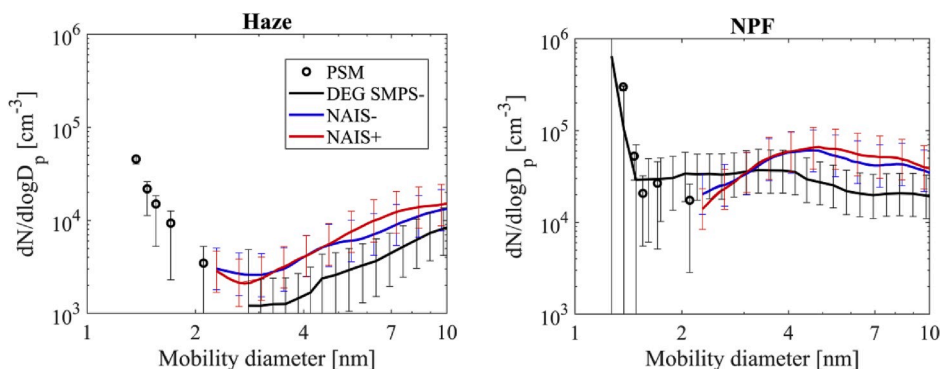 Haze
10^6
10^5
10^4
10^3
dN/dlogD_p [cm^-3]
PSM
DEG SMPS-
NAIS-
NAIS+
1 2 4 7 10
Mobility diameter [nm]
NPF
10^6
10^5
10^4
10^3
dN/dlogD_p [cm^-3]
1 2 4 7 10
Mobility diameter [nm]